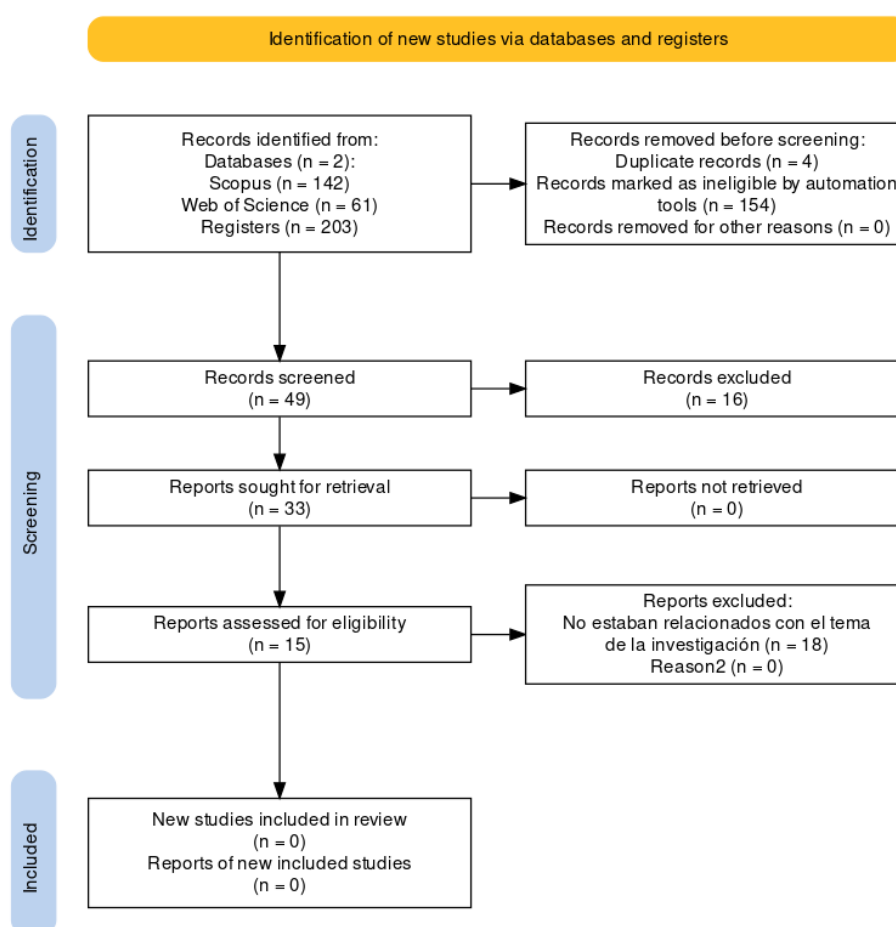 Identification of new studies via databases and registers
Identification
Records identified from:
Databases (n = 2):
Scopus = 142)
Web of Science (n = 61)
Registers (n = 203)
Records removed before screening:
Duplicate records (n = 4)
Records marked as ineligible by automation
tools (n = 154)
Records removed for other reasons (n = 0)
Screening
Records screened
(n = 49)
Records excluded
(n = 16)
Reports sought for retrieval
(n = 33)
Reports not retrieved
(n = 0)
Reports assessed for eligibility
(n = 15)
Reports excluded:
No estaban relacionados con el tema
de la investigación (n = 18)
Reason2 (n = 0)
Included
New studies included in review
(n = 0)
Reports of new included studies
(n = 0)